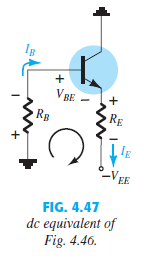 I_B
+
V_BE
−
−
R_B
+
+
R_E
−
I_E
−V_EE
FIG. 4.47
dc equivalent of
Fig. 4.46.